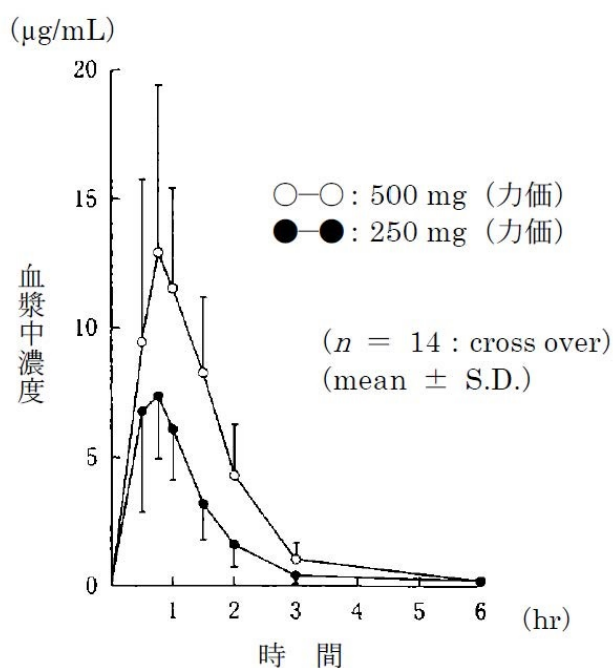 (µg/mL)
20
15
10
5
0
血漿中濃度
○─○ : 500 mg (力価)
●─● : 250 mg (力価)
(n = 14 : cross over)
(mean ± S.D.)
1 2 3 4 5 6 (hr)
時 間